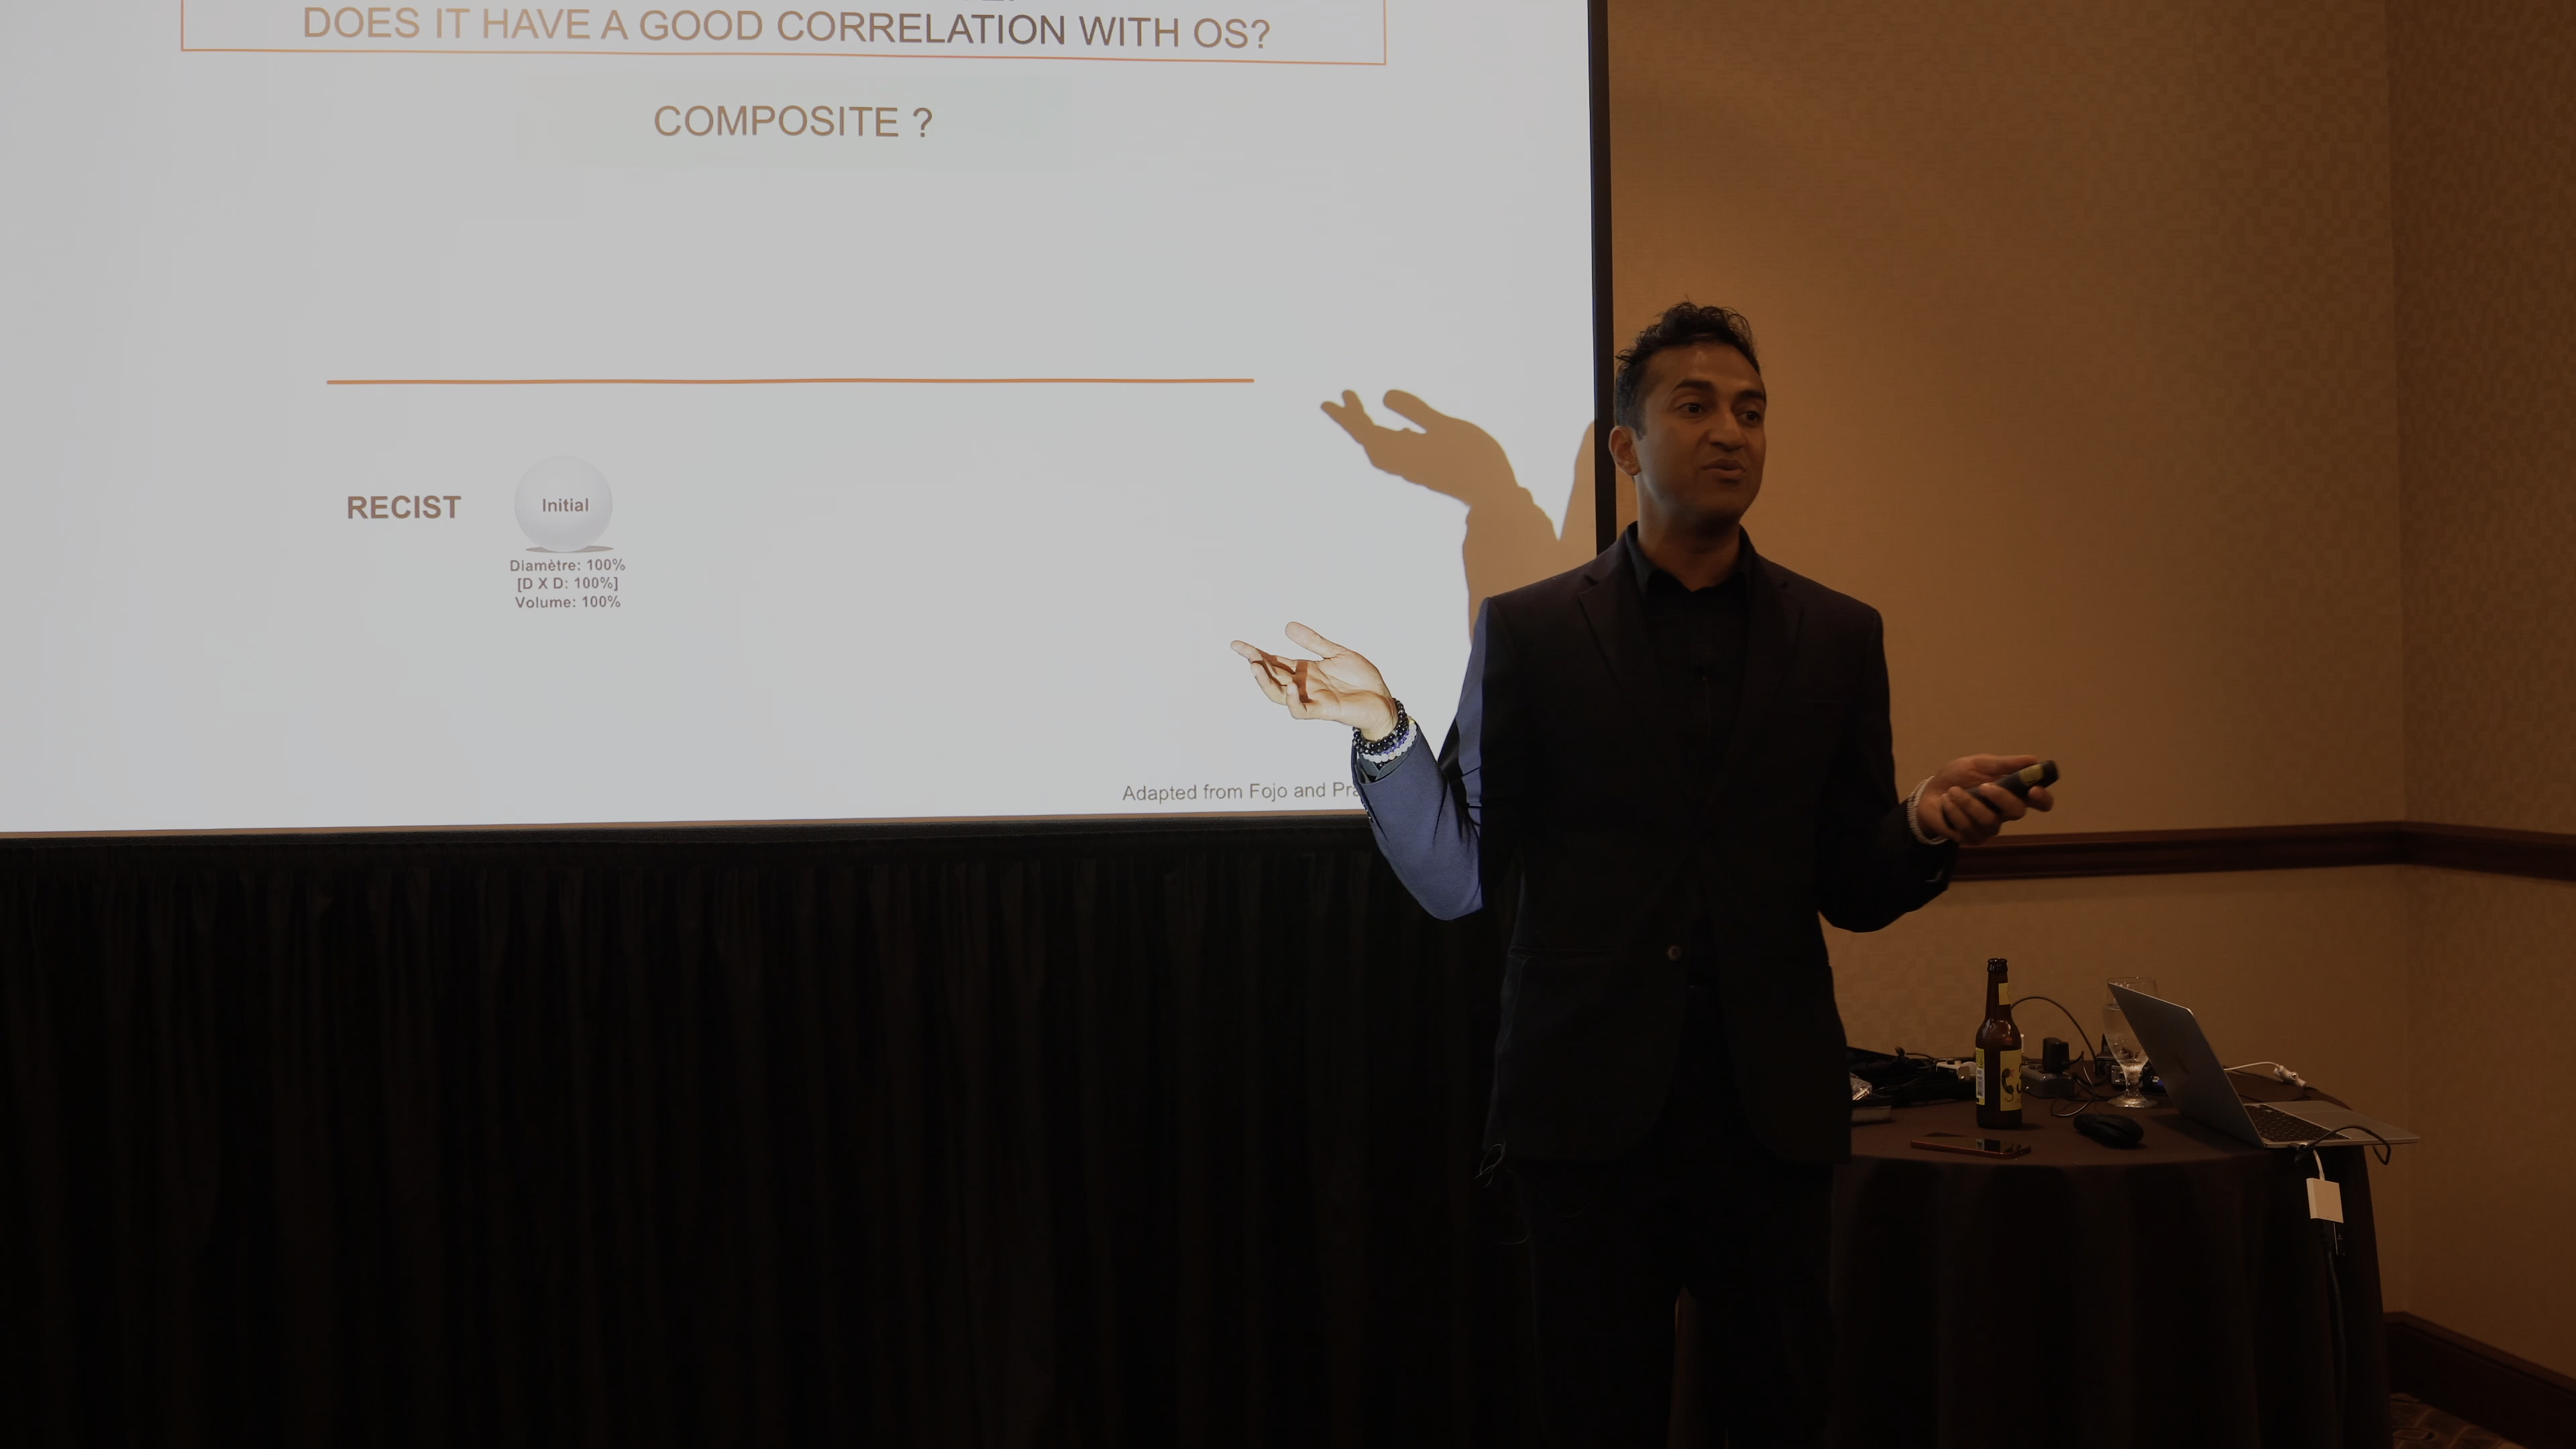 DOES IT HAVE A GOOD CORRELATION WITH OS?
COMPOSITE ?
RECIST
Initial
Diamètre: 100%
[D X D: 100%]
Volume: 100%
Adapted from Fojo and